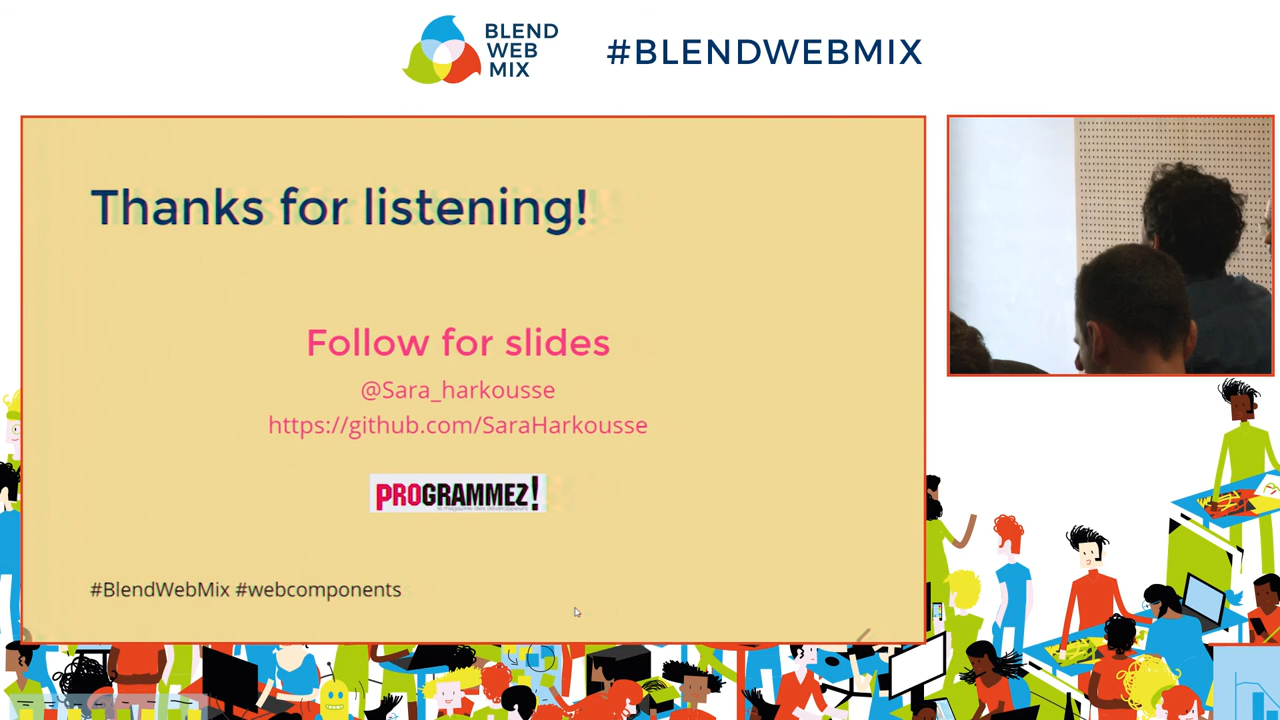 BLEND
WEB
MIX
#BLENDWEBMIX
Thanks for listening!
Follow for slides
@Sara_harkousse
https://github.com/SaraHarkousse
PROGRAMMEZ!
#BlendWebMix #webcomponents